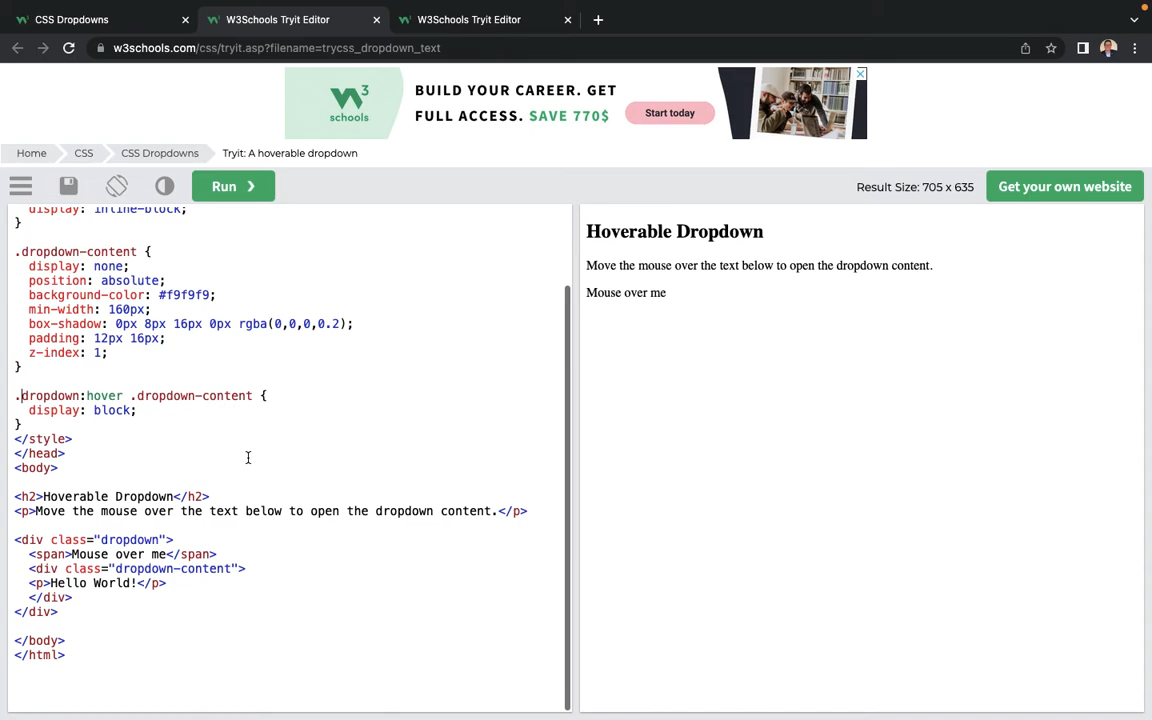 CSS Dropdowns
W3Schools Tryit Editor
W3Schools Tryit Editor
w3schools.com/css/tryit.asp?filename=trycss_dropdown_text
3
schools
BUILD YOUR CAREER. GET
FULL ACCESS. SAVE 770$
Start today
Home
CSS
CSS Dropdowns
Tryit: A hoverable dropdown
Run ❯
Result Size: 705 x 635
Get your own website
display: inline-block;
}
.dropdown-content {
display: none;
position: absolute;
background-color: #f9f9f9;
min-width: 160px;
box-shadow: 0px 8px 16px 0px rgba(0,0,0,0.2);
padding: 12px 16px;
z-index: 1;
}
.dropdown:hover .dropdown-content {
display: block;
}
</style>
</head>
<body>
<h2>Hoverable Dropdown</h2>
<p>Move the mouse over the text below to open the dropdown content.</p>
<div class="dropdown">
<span>Mouse over me</span>
<div class="dropdown-content">
<p>Hello World!</p>
</div>
</div>
</body>
</html>
Hoverable Dropdown
Move the mouse over the text below to open the dropdown content.
Mouse over me